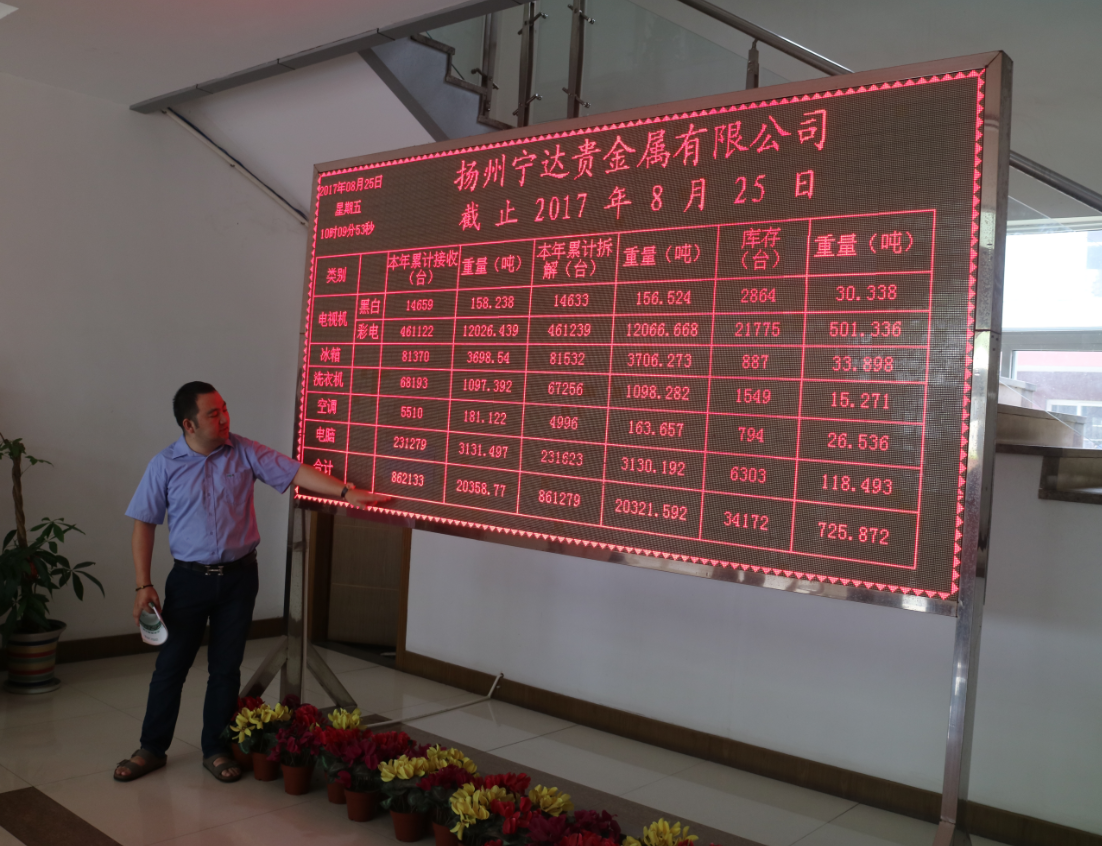 扬州宁达贵金属有限公司
2017年08月25日
星期五
10时09分53秒
截止 2017 年 8 月 25 日
类别 本年累计接收（台） 重量（吨） 本年累计拆解（台） 重量（吨） 库存（台） 重量（吨）
电视机 黑白 14659 158.238 14633 156.524 2864 30.338
彩电 461122 12026.439 461239 12066.668 21775 501.336
冰箱 81370 3698.54 81532 3706.273 887 33.898
洗衣机 68193 1097.392 67256 1098.282 1549 15.271
空调 5510 181.122 4996 163.657 794 26.536
电脑 231279 3131.497 231623 3130.192 6303 118.493
合计 862133 20358.77 861279 20321.592 34172 725.872